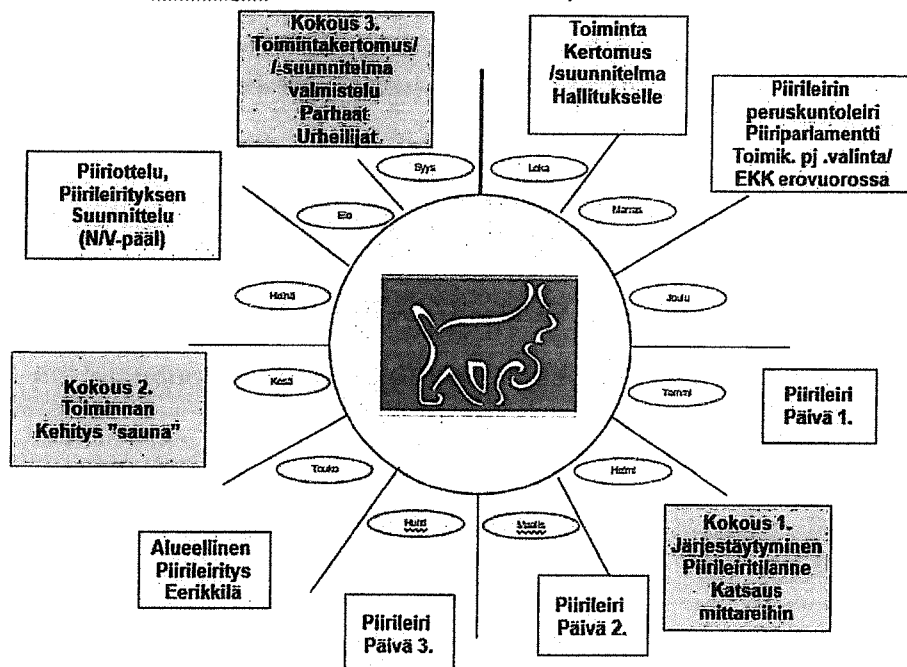 Kokous 3.
Toimintakertomus/
/-suunnitelma
valmistelu
Parhaat
Urheilijat
Toiminta
Kertomus
/suunnitelma
Hallitukselle
Piirileirin
peruskuntoleiri
Piiriparlamentti
Toimik. pj .valinta/
EKK erovuorossa
Piiriottelu,
Piirileirityksen
Suunnittelu
(N/V-pääl)
Syys
Loka
Elo
Marras
Heinä
Joulu
Kesä
Tammi
Touko
Helmi
Huhti
Maalis
Kokous 2.
Toiminnan
Kehitys "sauna"
Piirileiri
Päivä 1.
Alueellinen
Piirileiritys
Eerikkilä
Piirileiri
Päivä 3.
Piirileiri
Päivä 2.
Kokous 1.
Järjestäytyminen
Piirileiritilanne
Katsaus
mittareihin